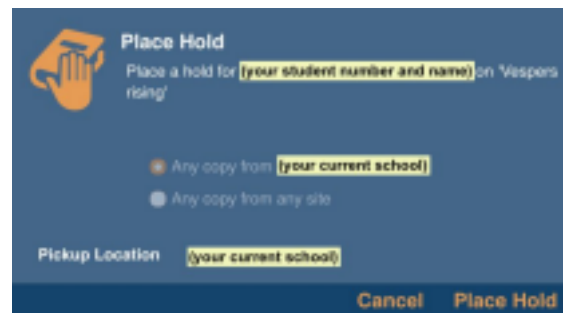 Place Hold
Place a hold for (your student number and name) on 'Vespers
rising'
Any copy from (your current school)
Any copy from any site
Pickup Location (your current school)
Cancel Place Hold